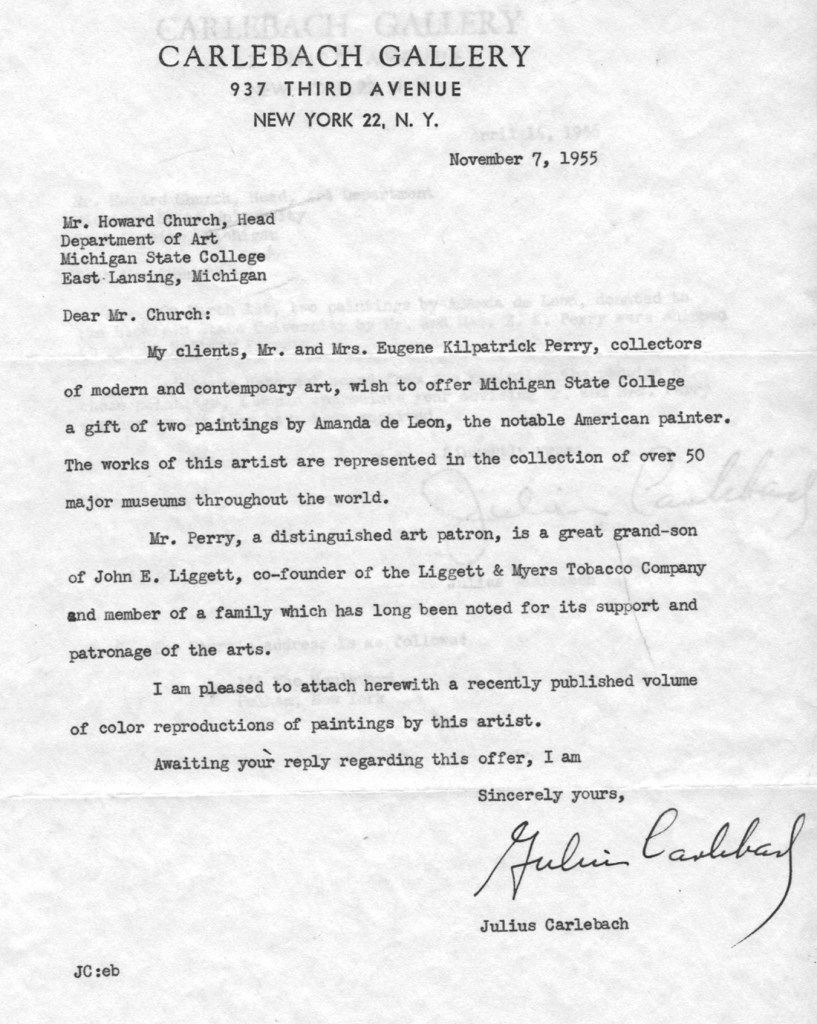 CARLEBACH GALLERY
937 THIRD AVENUE
NEW YORK 22, N. Y.
November 7, 1955
Mr. Howard Church, Head
Department of Art
Michigan State College
East Lansing, Michigan
Dear Mr. Church:
My clients, Mr. and Mrs. Eugene Kilpatrick Perry, collectors
of modern and contempoary art, wish to offer Michigan State College
a gift of two paintings by Amanda de Leon, the notable American painter.
The works of this artist are represented in the collection of over 50
major museums throughout the world.
Mr. Perry, a distinguished art patron, is a great grand-son
of John E. Liggett, co-founder of the Liggett & Myers Tobacco Company
and member of a family which has long been noted for its support and
patronage of the arts.
I am pleased to attach herewith a recently published volume
of color reproductions of paintings by this artist.
Awaiting your reply regarding this offer, I am
Sincerely yours,
Julius Carlebach
Julius Carlebach
JC:eb